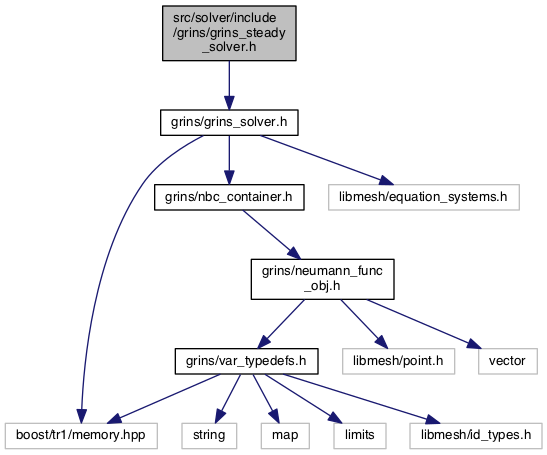 src/solver/include
/grins/grins_steady
_solver.h
grins/grins_solver.h
grins/nbc_container.h
libmesh/equation_systems.h
grins/neumann_func
_obj.h
grins/var_typedefs.h
libmesh/point.h
vector
boost/tr1/memory.hpp
string
map
limits
libmesh/id_types.h